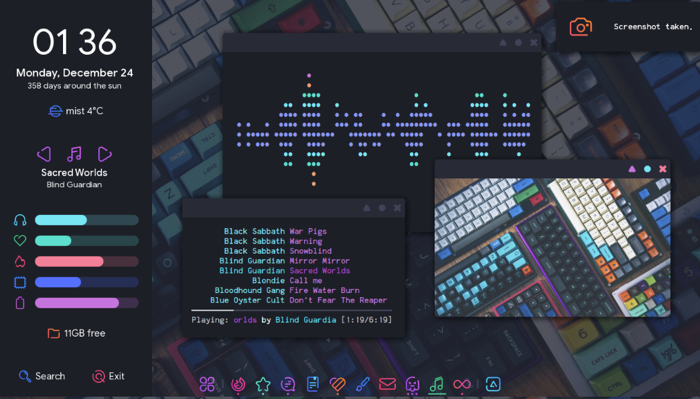 01 36
Monday, December 24
358 days around the sun
mist 4°C
Sacred Worlds
Blind Guardian
11GB free
Search
Exit
Screenshot taken.
Black Sabbath War Pigs
Black Sabbath Warning
Black Sabbath Snowblind
Blind Guardian Mirror Mirror
Blind Guardian Sacred Worlds
Blondie Call me
Bloodhound Gang Fire Water Burn
Blue Oyster Cult Don't Fear The Reaper
Playing: orlds by Blind Guardia [1:19/6:19]